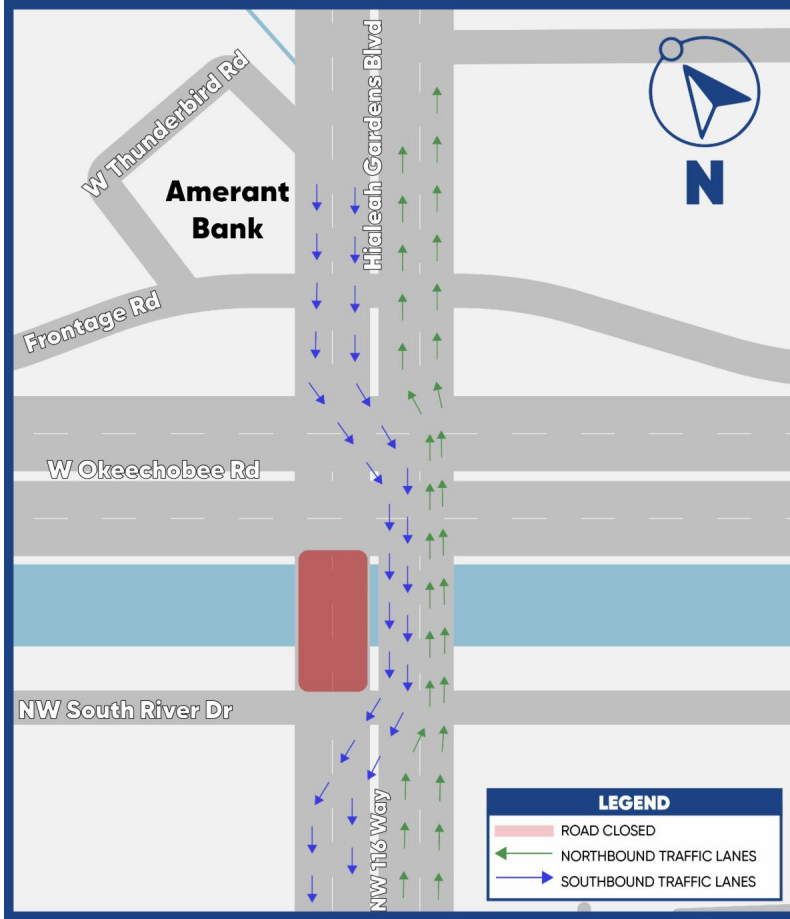 Hialeah Gardens Blvd
W Thunderbird Rd
N
Amerant
Bank
Frontage Rd
W Okeechobee Rd
NW South River Dr
NW 116 Way
LEGEND
ROAD CLOSED
NORTHBOUND TRAFFIC LANES
SOUTHBOUND TRAFFIC LANES